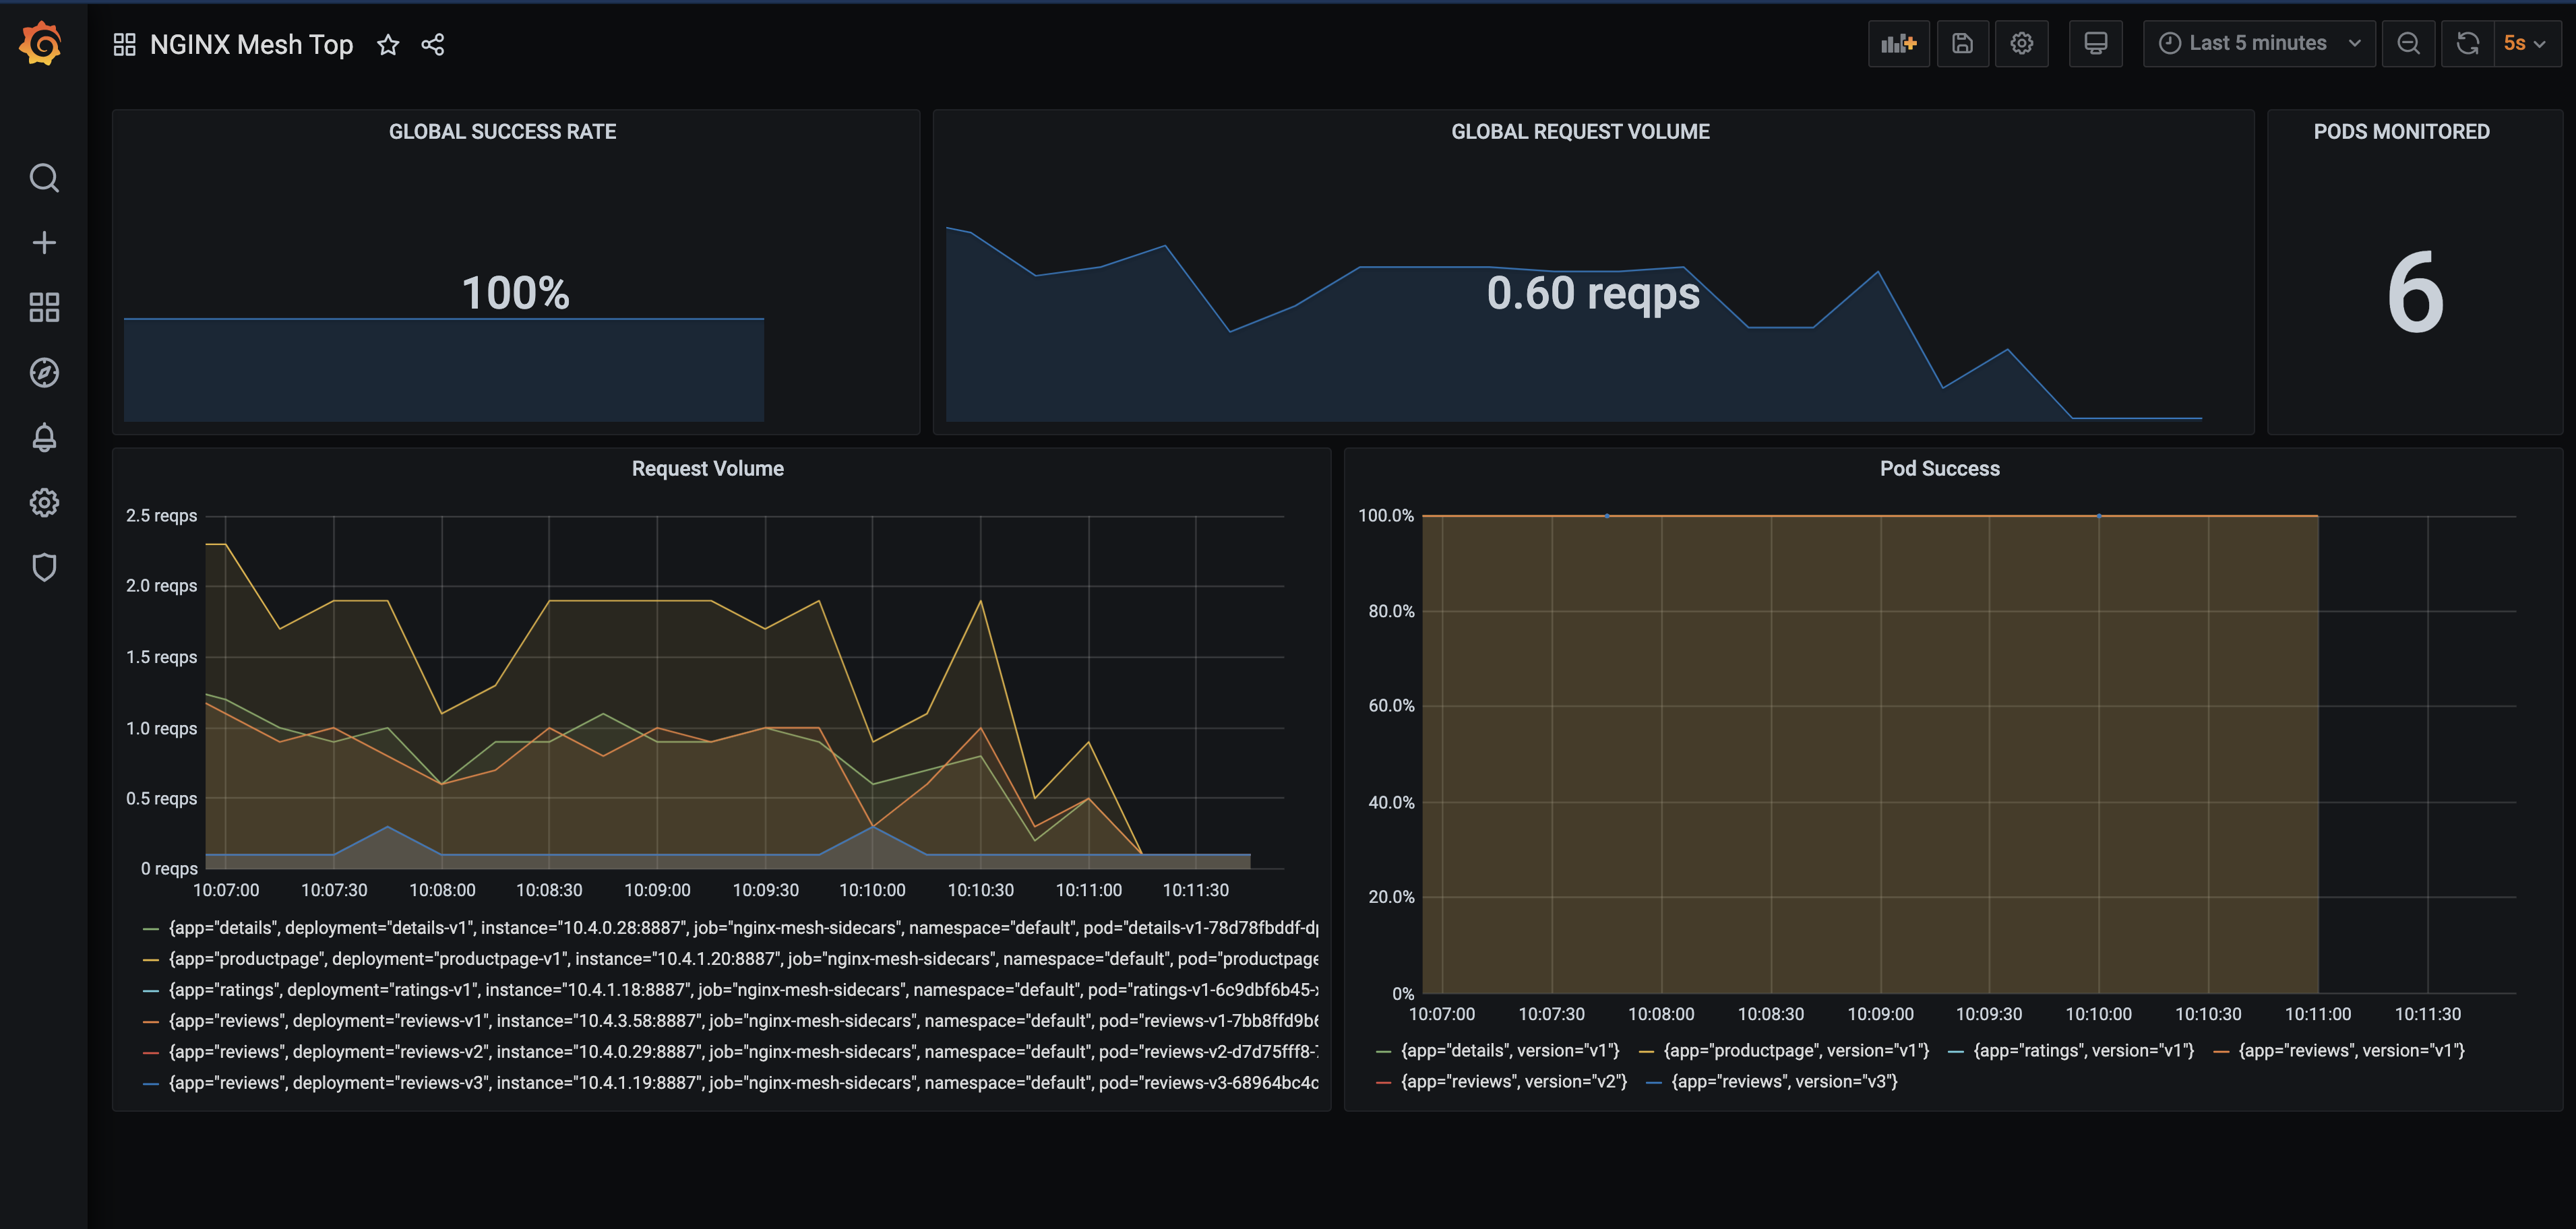 NGINX Mesh Top
Last 5 minutes
5s
GLOBAL SUCCESS RATE
100%
GLOBAL REQUEST VOLUME
0.60 reqps
PODS MONITORED
6
Request Volume
2.5 reqps
2.0 reqps
1.5 reqps
1.0 reqps
0.5 reqps
0 reqps
10:07:00 10:07:30 10:08:00 10:08:30 10:09:00 10:09:30 10:10:00 10:10:30 10:11:00 10:11:30
{app="details", deployment="details-v1", instance="10.4.0.28:8887", job="nginx-mesh-sidecars", namespace="default", pod="details-v1-78d78fbddf-d
{app="productpage", deployment="productpage-v1", instance="10.4.1.20:8887", job="nginx-mesh-sidecars", namespace="default", pod="productpage
{app="ratings", deployment="ratings-v1", instance="10.4.1.18:8887", job="nginx-mesh-sidecars", namespace="default", pod="ratings-v1-6c9dbf6b45-
{app="reviews", deployment="reviews-v1", instance="10.4.3.58:8887", job="nginx-mesh-sidecars", namespace="default", pod="reviews-v1-7bb8ffd9b6
{app="reviews", deployment="reviews-v2", instance="10.4.0.29:8887", job="nginx-mesh-sidecars", namespace="default", pod="reviews-v2-d7d75fff8-
{app="reviews", deployment="reviews-v3", instance="10.4.1.19:8887", job="nginx-mesh-sidecars", namespace="default", pod="reviews-v3-68964bc4c
Pod Success
100.0%
80.0%
60.0%
40.0%
20.0%
0%
10:07:00 10:07:30 10:08:00 10:08:30 10:09:00 10:09:30 10:10:00 10:10:30 10:11:00 10:11:30
{app="details", version="v1"} {app="productpage", version="v1"} {app="ratings", version="v1"} {app="reviews", version="v1"}
{app="reviews", version="v2"} {app="reviews", version="v3"}